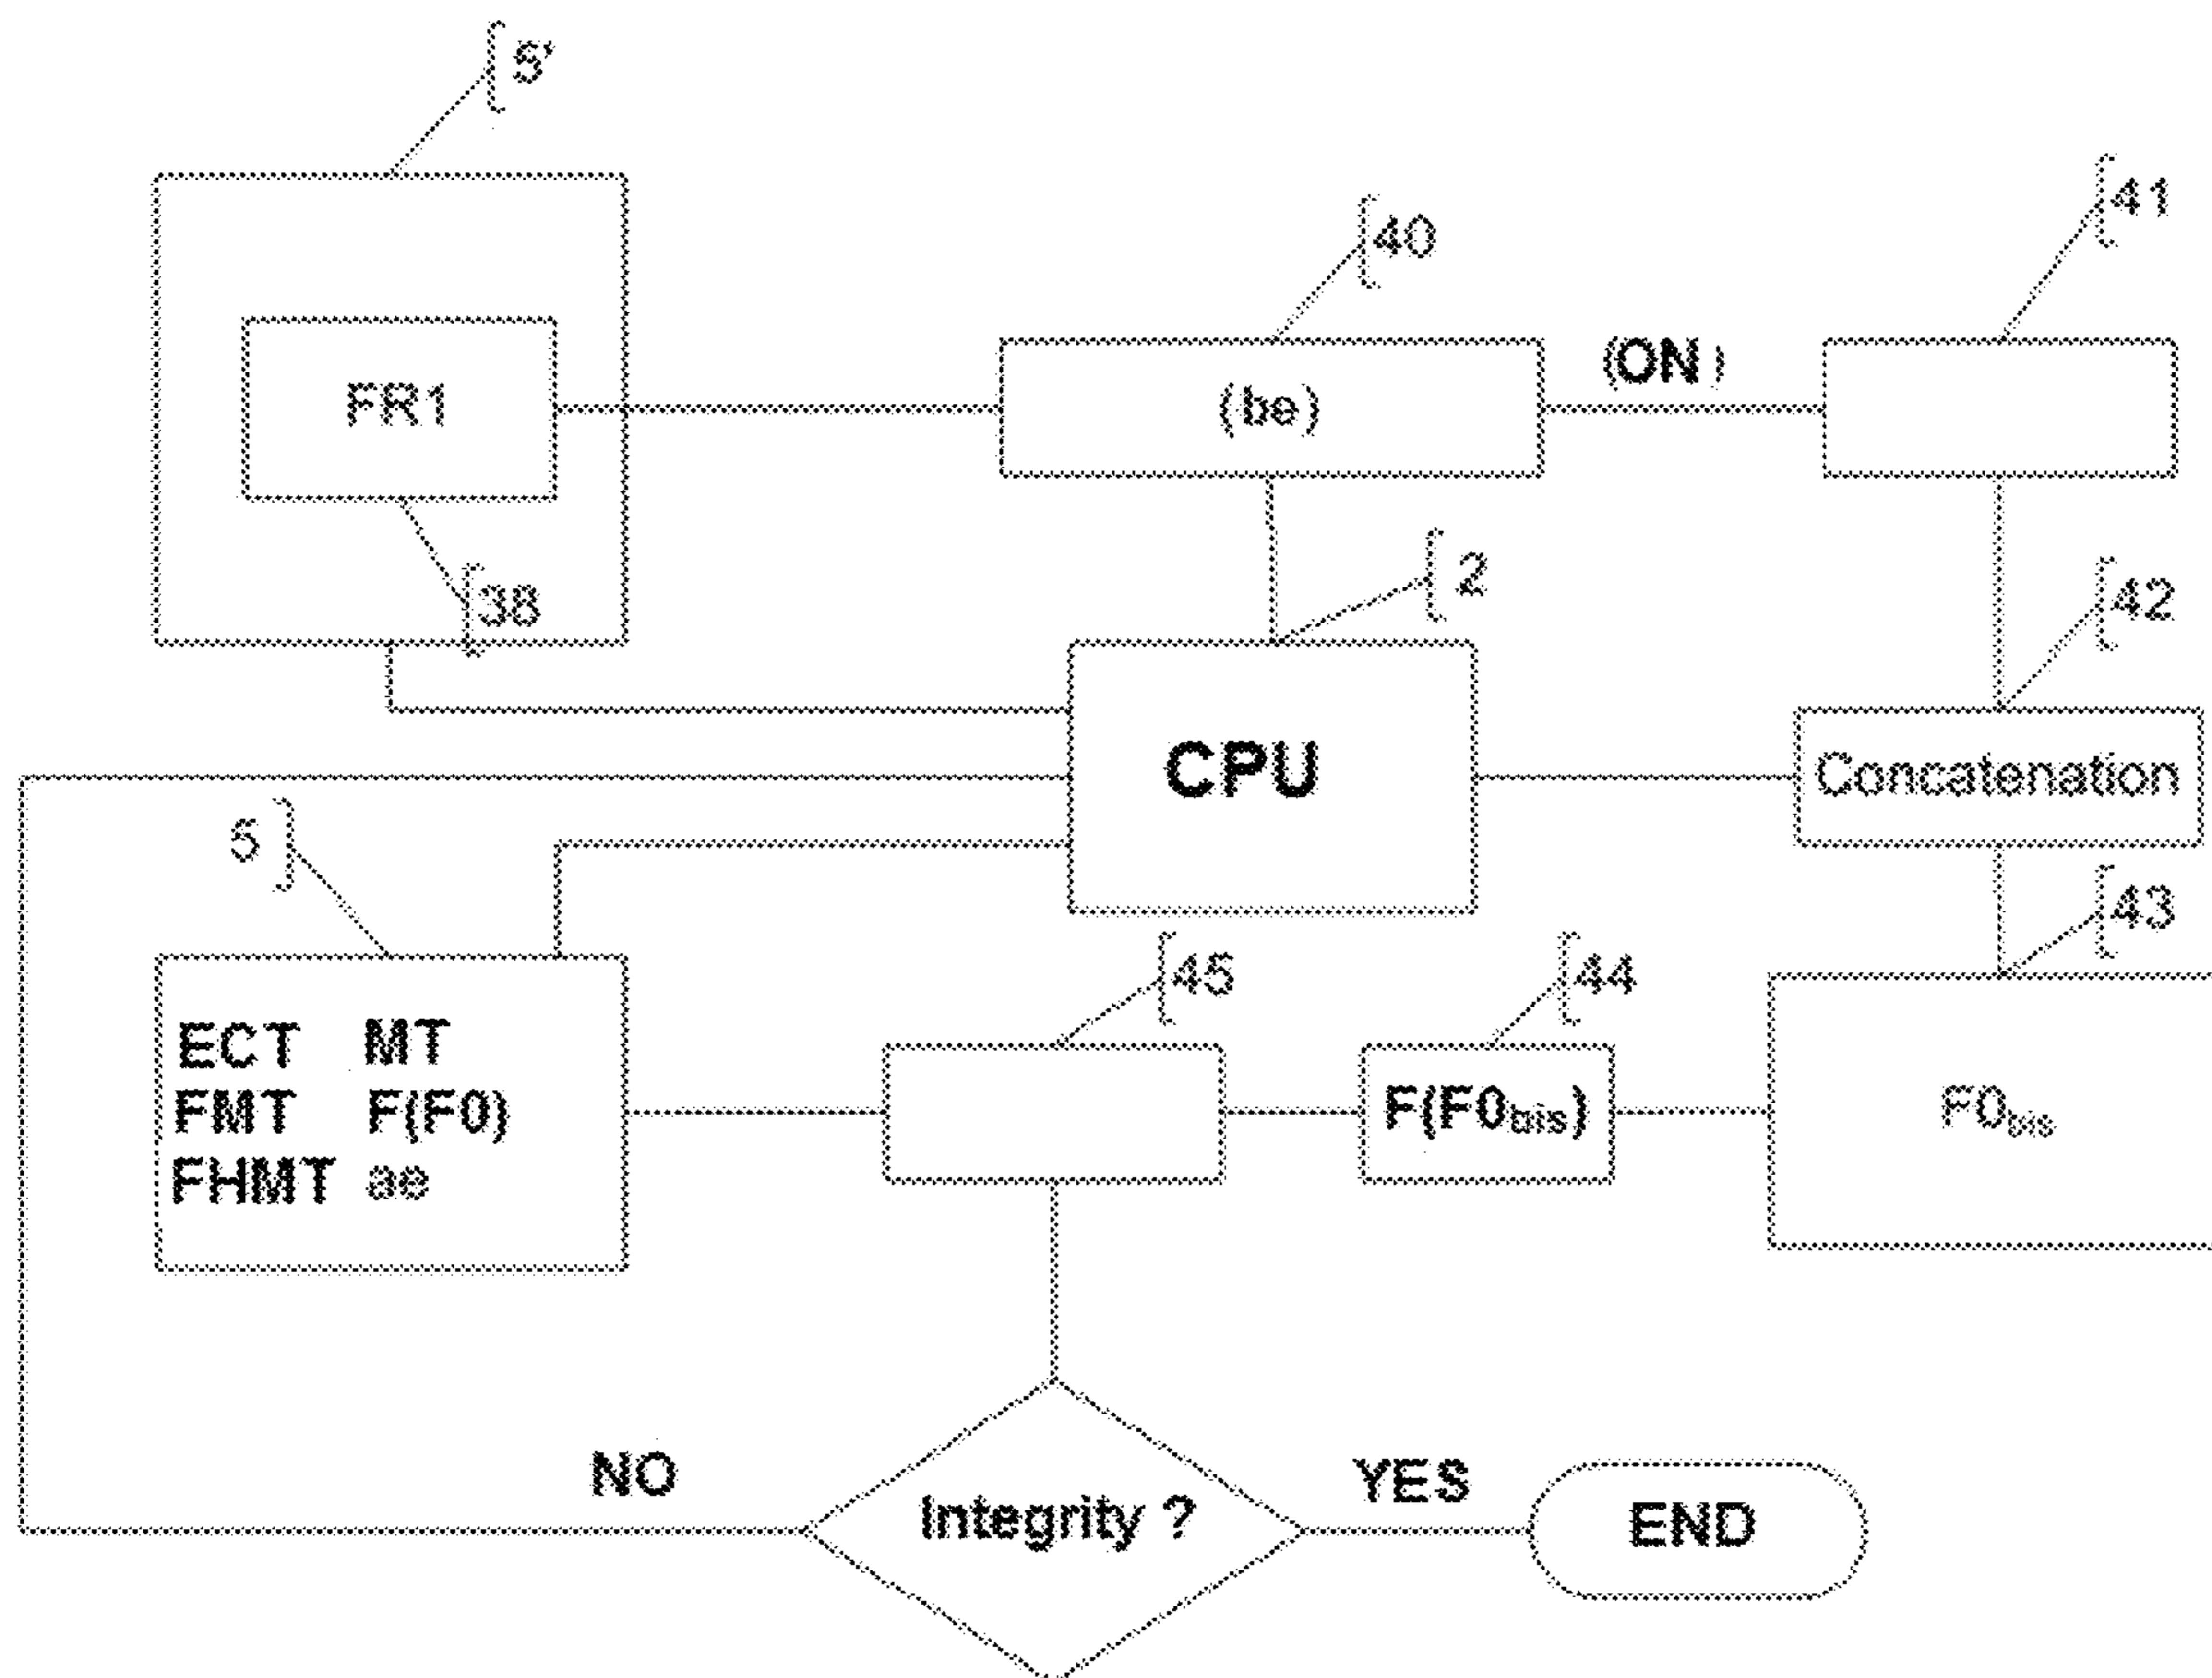 5'
41
40
(ON)
FR1
(be)
2
38
42
CPU
Concatenation
5
43
45
44
ECT MT
FMT F(F0)
FHMT ae
F(F0bis)
F0bis
NO
YES
Integrity ?
END